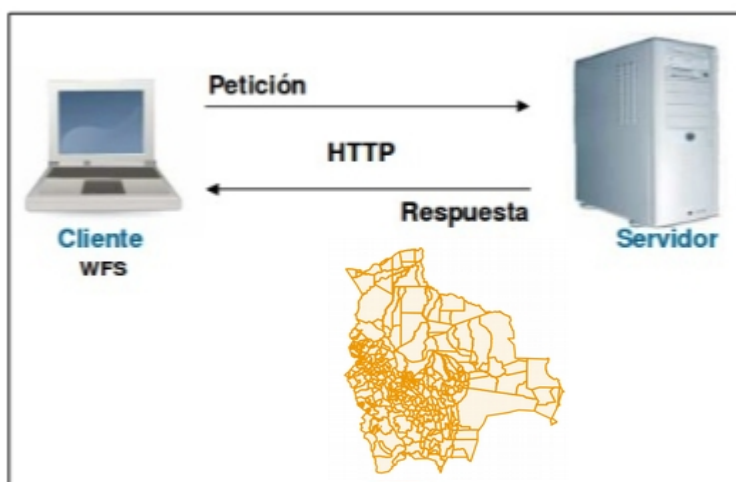 Petición
HTTP
Respuesta
Cliente
WFS
Servidor